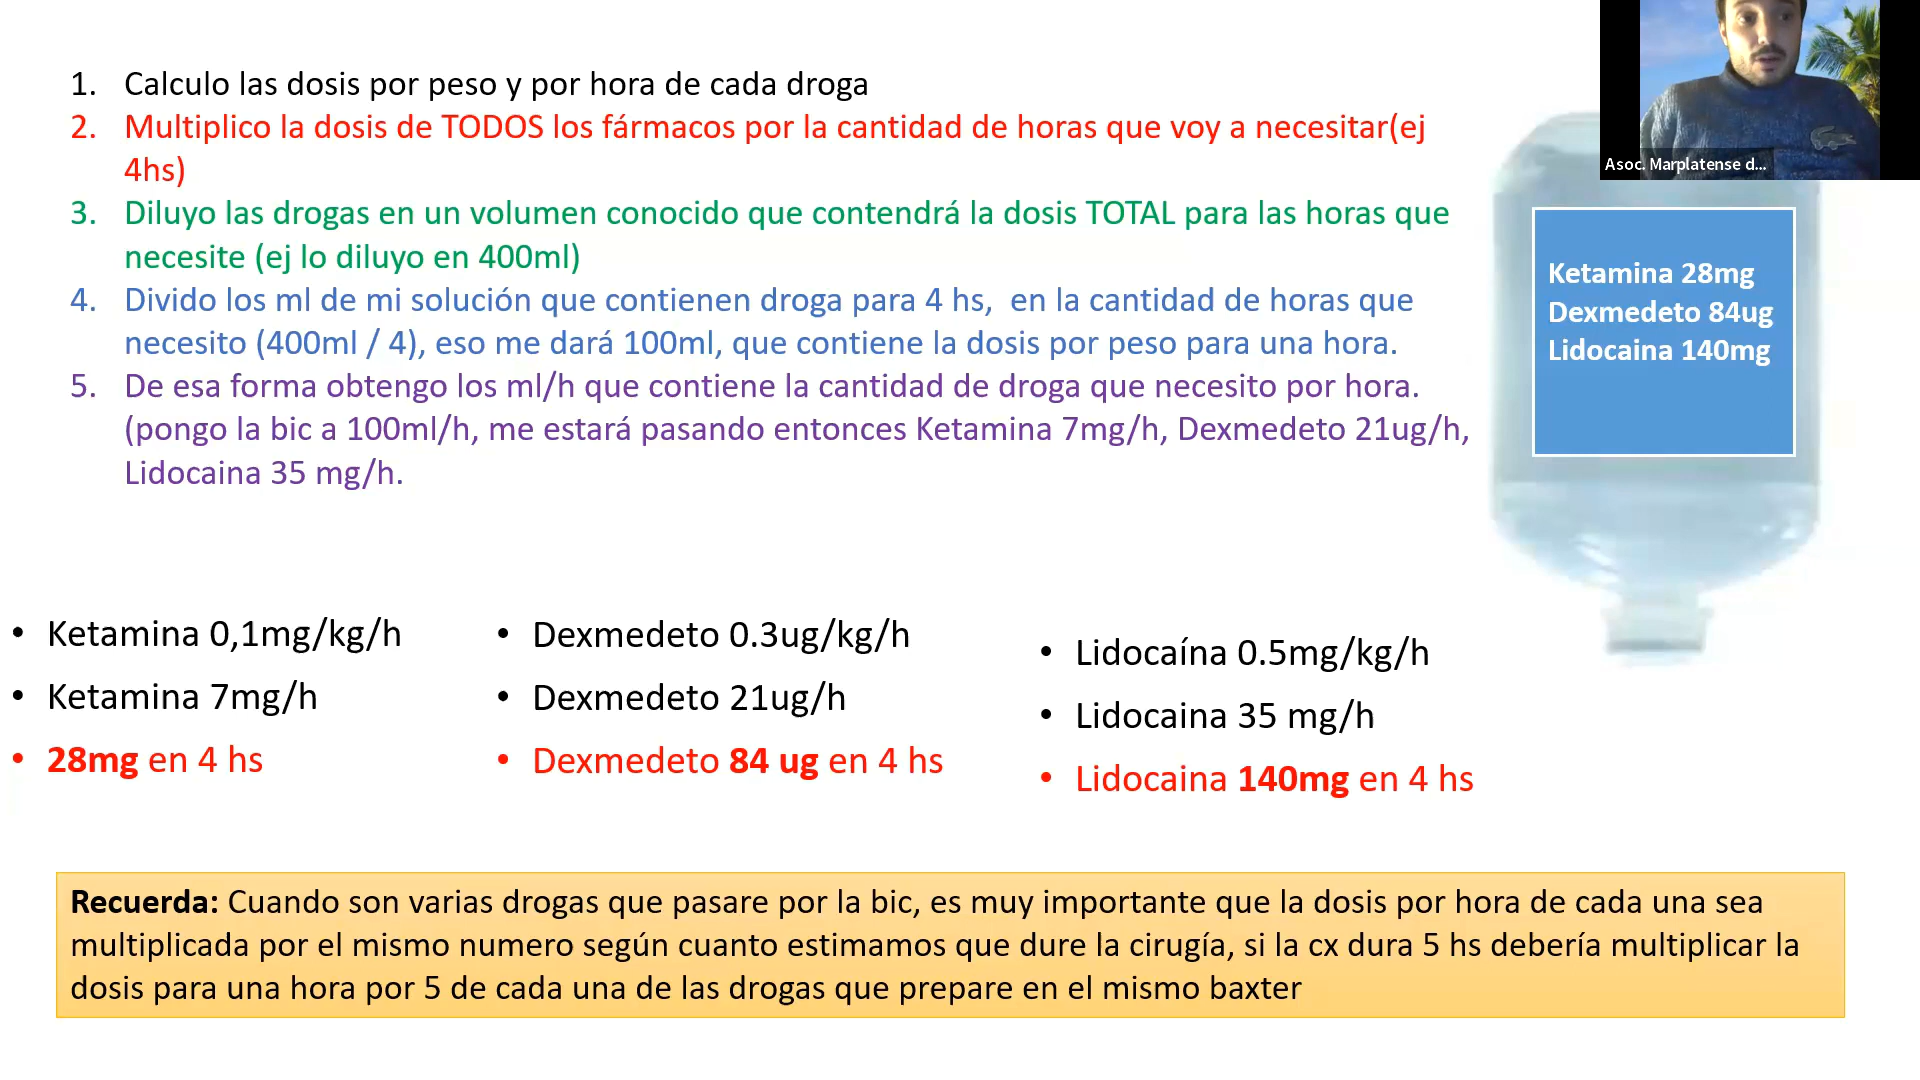 1. Calculo las dosis por peso y por hora de cada droga
2. Multiplico la dosis de TODOS los fármacos por la cantidad de horas que voy a necesitar(ej
4hs)
3. Diluyo las drogas en un volumen conocido que contendrá la dosis TOTAL para las horas que
necesite (ej lo diluyo en 400ml)
4. Divido los ml de mi solución que contienen droga para 4 hs,  en la cantidad de horas que
necesito (400ml / 4), eso me dará 100ml, que contiene la dosis por peso para una hora.
5. De esa forma obtengo los ml/h que contiene la cantidad de droga que necesito por hora.
(pongo la bic a 100ml/h, me estará pasando entonces Ketamina 7mg/h, Dexmedeto 21ug/h,
Lidocaina 35 mg/h.
Asoc. Marplatense d...
Ketamina 28mg
Dexmedeto 84ug
Lidocaina 140mg
• Ketamina 0,1mg/kg/h
• Ketamina 7mg/h
• 28mg en 4 hs
• Dexmedeto 0.3ug/kg/h
• Dexmedeto 21ug/h
• Dexmedeto 84 ug en 4 hs
• Lidocaína 0.5mg/kg/h
• Lidocaina 35 mg/h
• Lidocaina 140mg en 4 hs
Recuerda: Cuando son varias drogas que pasare por la bic, es muy importante que la dosis por hora de cada una sea
multiplicada por el mismo numero según cuanto estimamos que dure la cirugía, si la cx dura 5 hs debería multiplicar la
dosis para una hora por 5 de cada una de las drogas que prepare en el mismo baxter